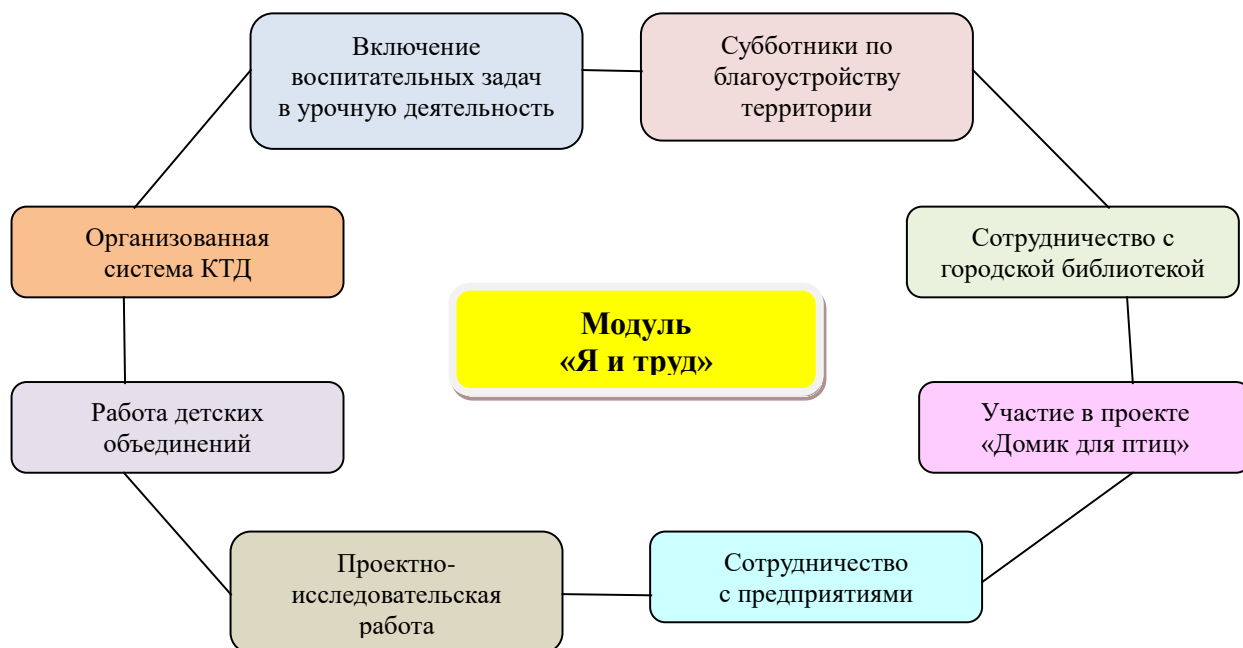 Включение
воспитательных задач
в урочную деятельность
Субботники по
благоустройству
территории
Организованная
система КТД
Сотрудничество с
городской библиотекой
Модуль
«Я и труд»
Работа детских
объединений
Участие в проекте
«Домик для птиц»
Проектно-
исследовательская
работа
Сотрудничество
с предприятиями